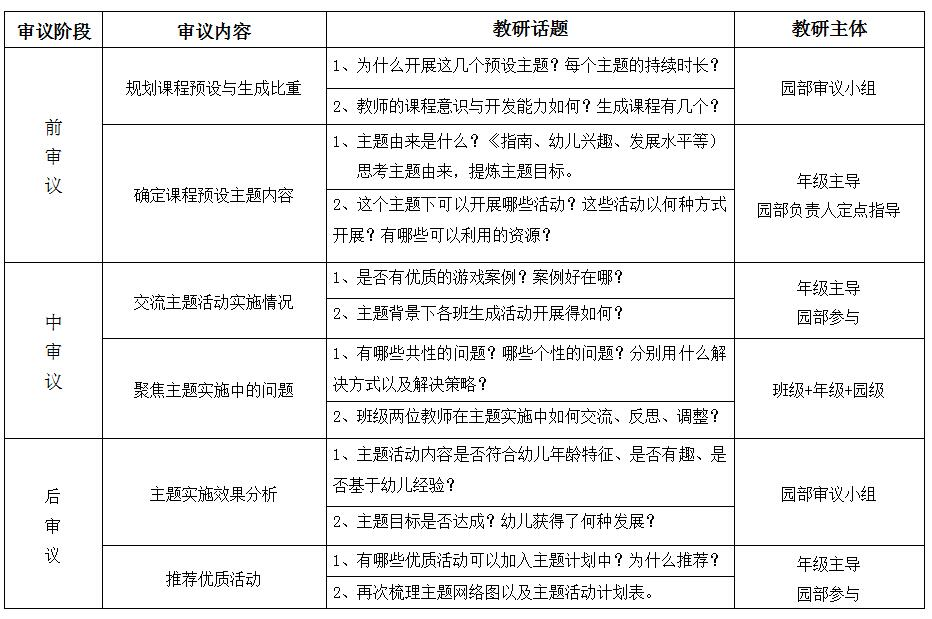 审议阶段 审议内容 教研话题 教研主体
前
审
议
规划课程预设与生成比重
1、为什么开展这几个预设主题？每个主题的持续时长？
2、教师的课程意识与开发能力如何？生成课程有几个？
园部审议小组
确定课程预设主题内容
1、主题由来是什么？《指南、幼儿兴趣、发展水平等）
思考主题由来，提炼主题目标。
2、这个主题下可以开展哪些活动？这些活动以何种方式
开展？有哪些可以利用的资源？
年级主导
园部负责人定点指导
中
审
议
交流主题活动实施情况
1、是否有优质的游戏案例？案例好在哪？
2、主题背景下各班生成活动开展得如何？
年级主导
园部参与
聚焦主题实施中的问题
1、有哪些共性的问题？哪些个性的问题？分别用什么解
决方式以及解决策略？
2、班级两位教师在主题实施中如何交流、反思、调整？
班级+年级+园级
后
审
议
主题实施效果分析
1、主题活动内容是否符合幼儿年龄特征、是否有趣、是
否基于幼儿经验？
2、主题目标是否达成？幼儿获得了何种发展？
园部审议小组
推荐优质活动
1、有哪些优质活动可以加入主题计划中？为什么推荐？
2、再次梳理主题网络图以及主题活动计划表。
年级主导
园部参与